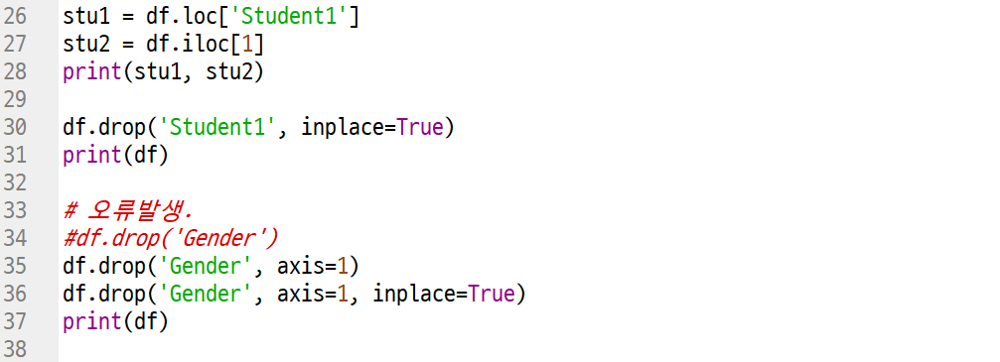 26 stu1 = df.loc['Student1']
27 stu2 = df.iloc[1]
28 print(stu1, stu2)
29
30 df.drop('Student1', inplace=True)
31 print(df)
32
33 # 오류발생.
34 #df.drop('Gender')
35 df.drop('Gender', axis=1)
36 df.drop('Gender', axis=1, inplace=True)
37 print(df)
38